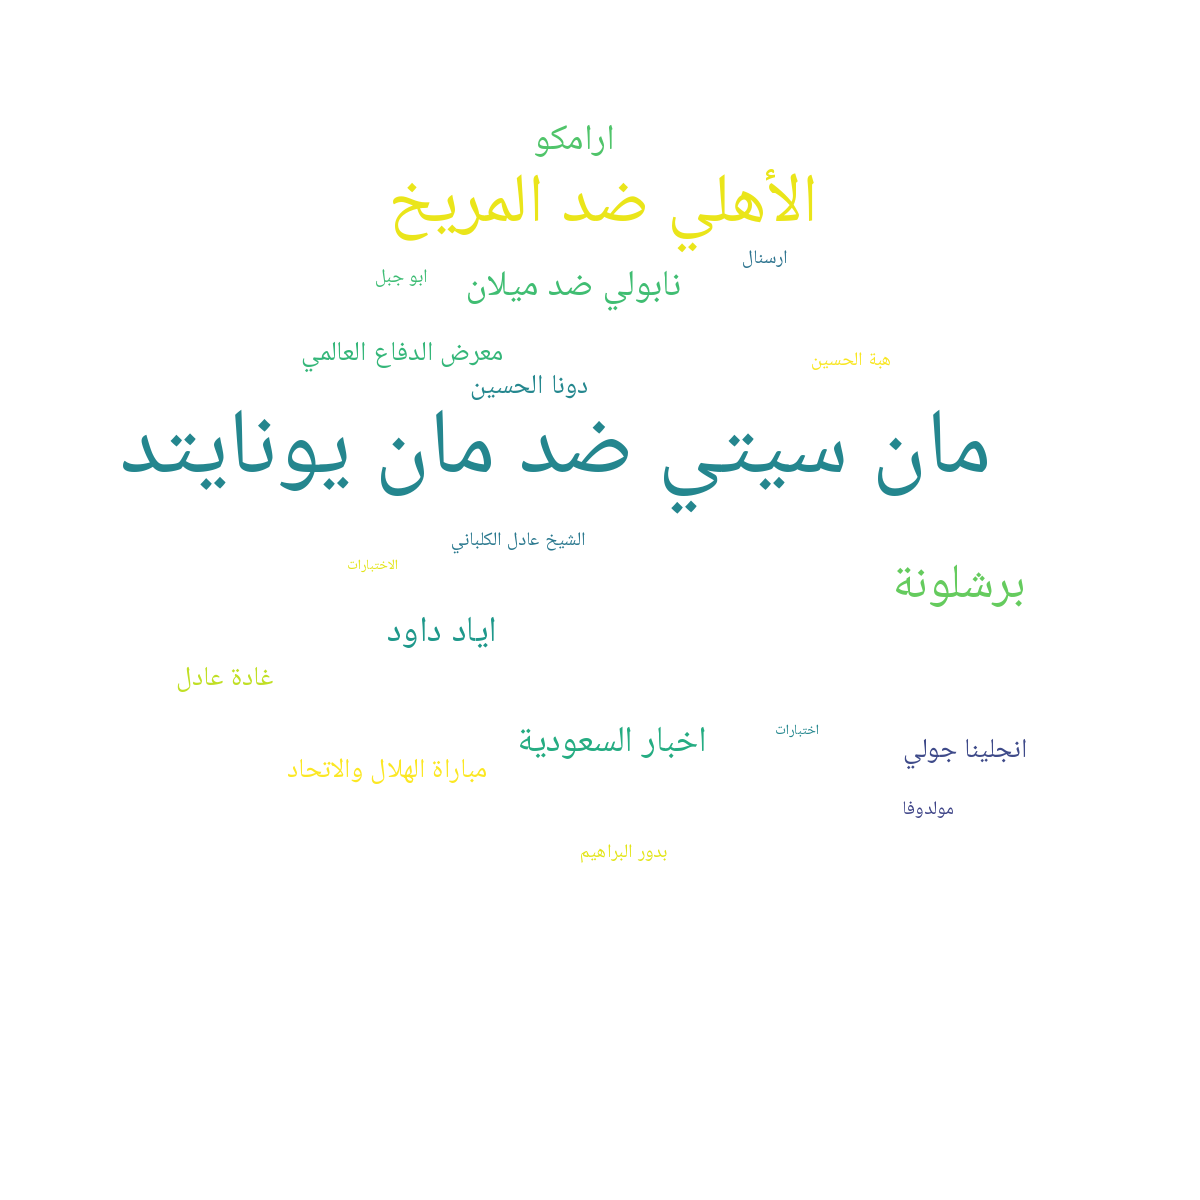 ارامكو
الأهلي ضد المريخ
ارسنال
ابو جبل
نابولي ضد ميلان
معرض الدفاع العالمي
هبة الحسين
دونا الحسين
مان سيتي ضد مان يونايتد
الشيخ عادل الكلباني
الاختبارات
برشلونة
اياد داود
غادة عادل
اختبارات
اخبار السعودية
انجلينا جولي
مباراة الهلال والاتحاد
مولدوفا
بدور البراهيم